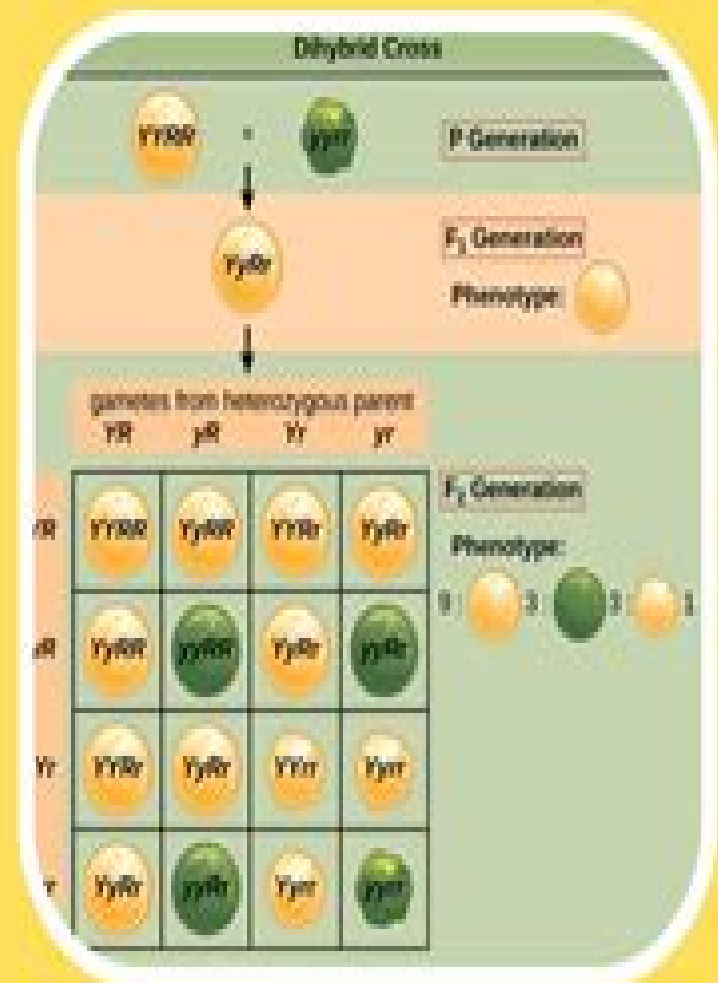 Dihybrid Cross
YYRR yyrr P Generation
YyRr F1 Generation
Phenotype:
gametes from heterozygous parent
YR yR Yr yr
F2 Generation
YYRR YyRR YYRr YyRr
Phenotype:
9 : 3 3 1
YyRR yyRR YyRr yyRr
Yr YYRr YyRr YYrr Yyrr
YyRr yyRr Yyrr yyrr